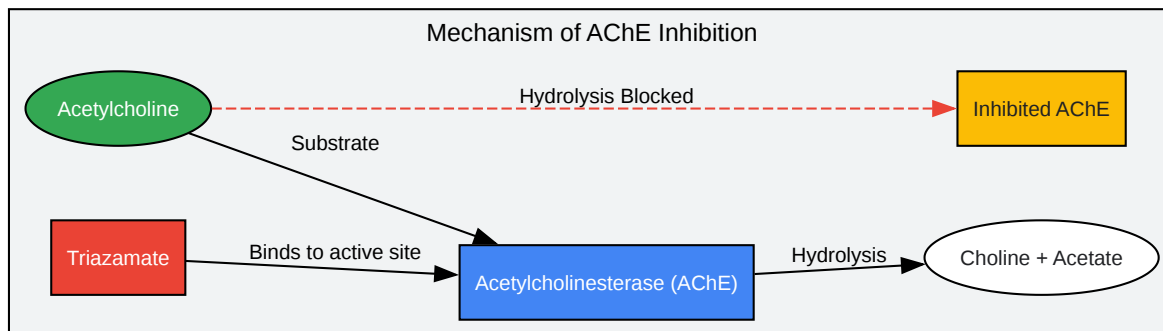 Mechanism of AChE Inhibition
Acetylcholine
Hydrolysis Blocked
Inhibited AChE
Substrate
Triazamate
Binds to active site
Acetylcholinesterase (AChE)
Hydrolysis
Choline + Acetate